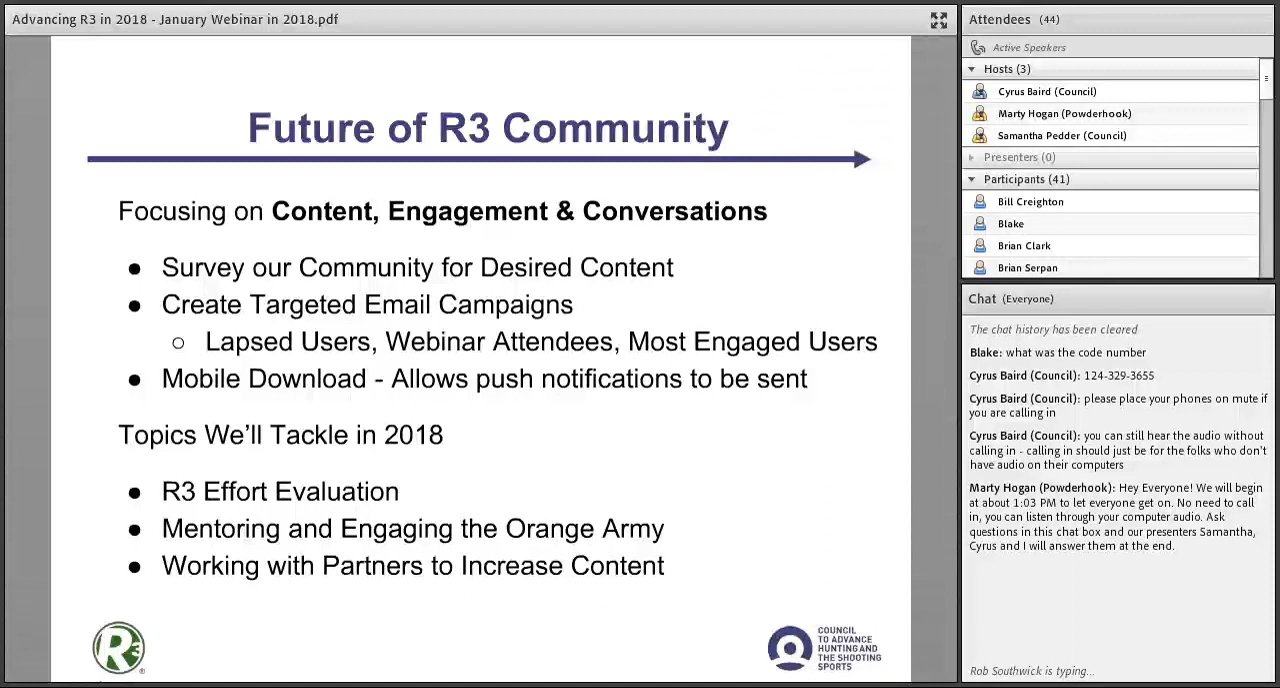 Advancing R3 in 2018 - January Webinar in 2018.pdf
Future of R3 Community
Focusing on Content, Engagement & Conversations
● Survey our Community for Desired Content
● Create Targeted Email Campaigns
○ Lapsed Users, Webinar Attendees, Most Engaged Users
● Mobile Download - Allows push notifications to be sent
Topics We'll Tackle in 2018
● R3 Effort Evaluation
● Mentoring and Engaging the Orange Army
● Working with Partners to Increase Content
R3®
COUNCIL
TO ADVANCE
HUNTING AND
THE SHOOTING
SPORTS
Attendees (44)
Active Speakers
Hosts (3)
Cyrus Baird (Council)
Marty Hogan (Powderhook)
Samantha Pedder (Council)
Presenters (0)
Participants (41)
Bill Creighton
Blake
Brian Clark
Brian Serpan
Chat (Everyone)
The chat history has been cleared
Blake: what was the code number
Cyrus Baird (Council): 124-329-3655
Cyrus Baird (Council): please place your phones on mute if
you are calling in
Cyrus Baird (Council): you can still hear the audio without
calling in - calling in should just be for the folks who don't
have audio on their computers
Marty Hogan (Powderhook): Hey Everyone! We will begin
at about 1:03 PM to let everyone get on. No need to call
in, you can listen through your computer audio. Ask
questions in this chat box and our presenters Samantha,
Cyrus and I will answer them at the end.
Rob Southwick is typing...